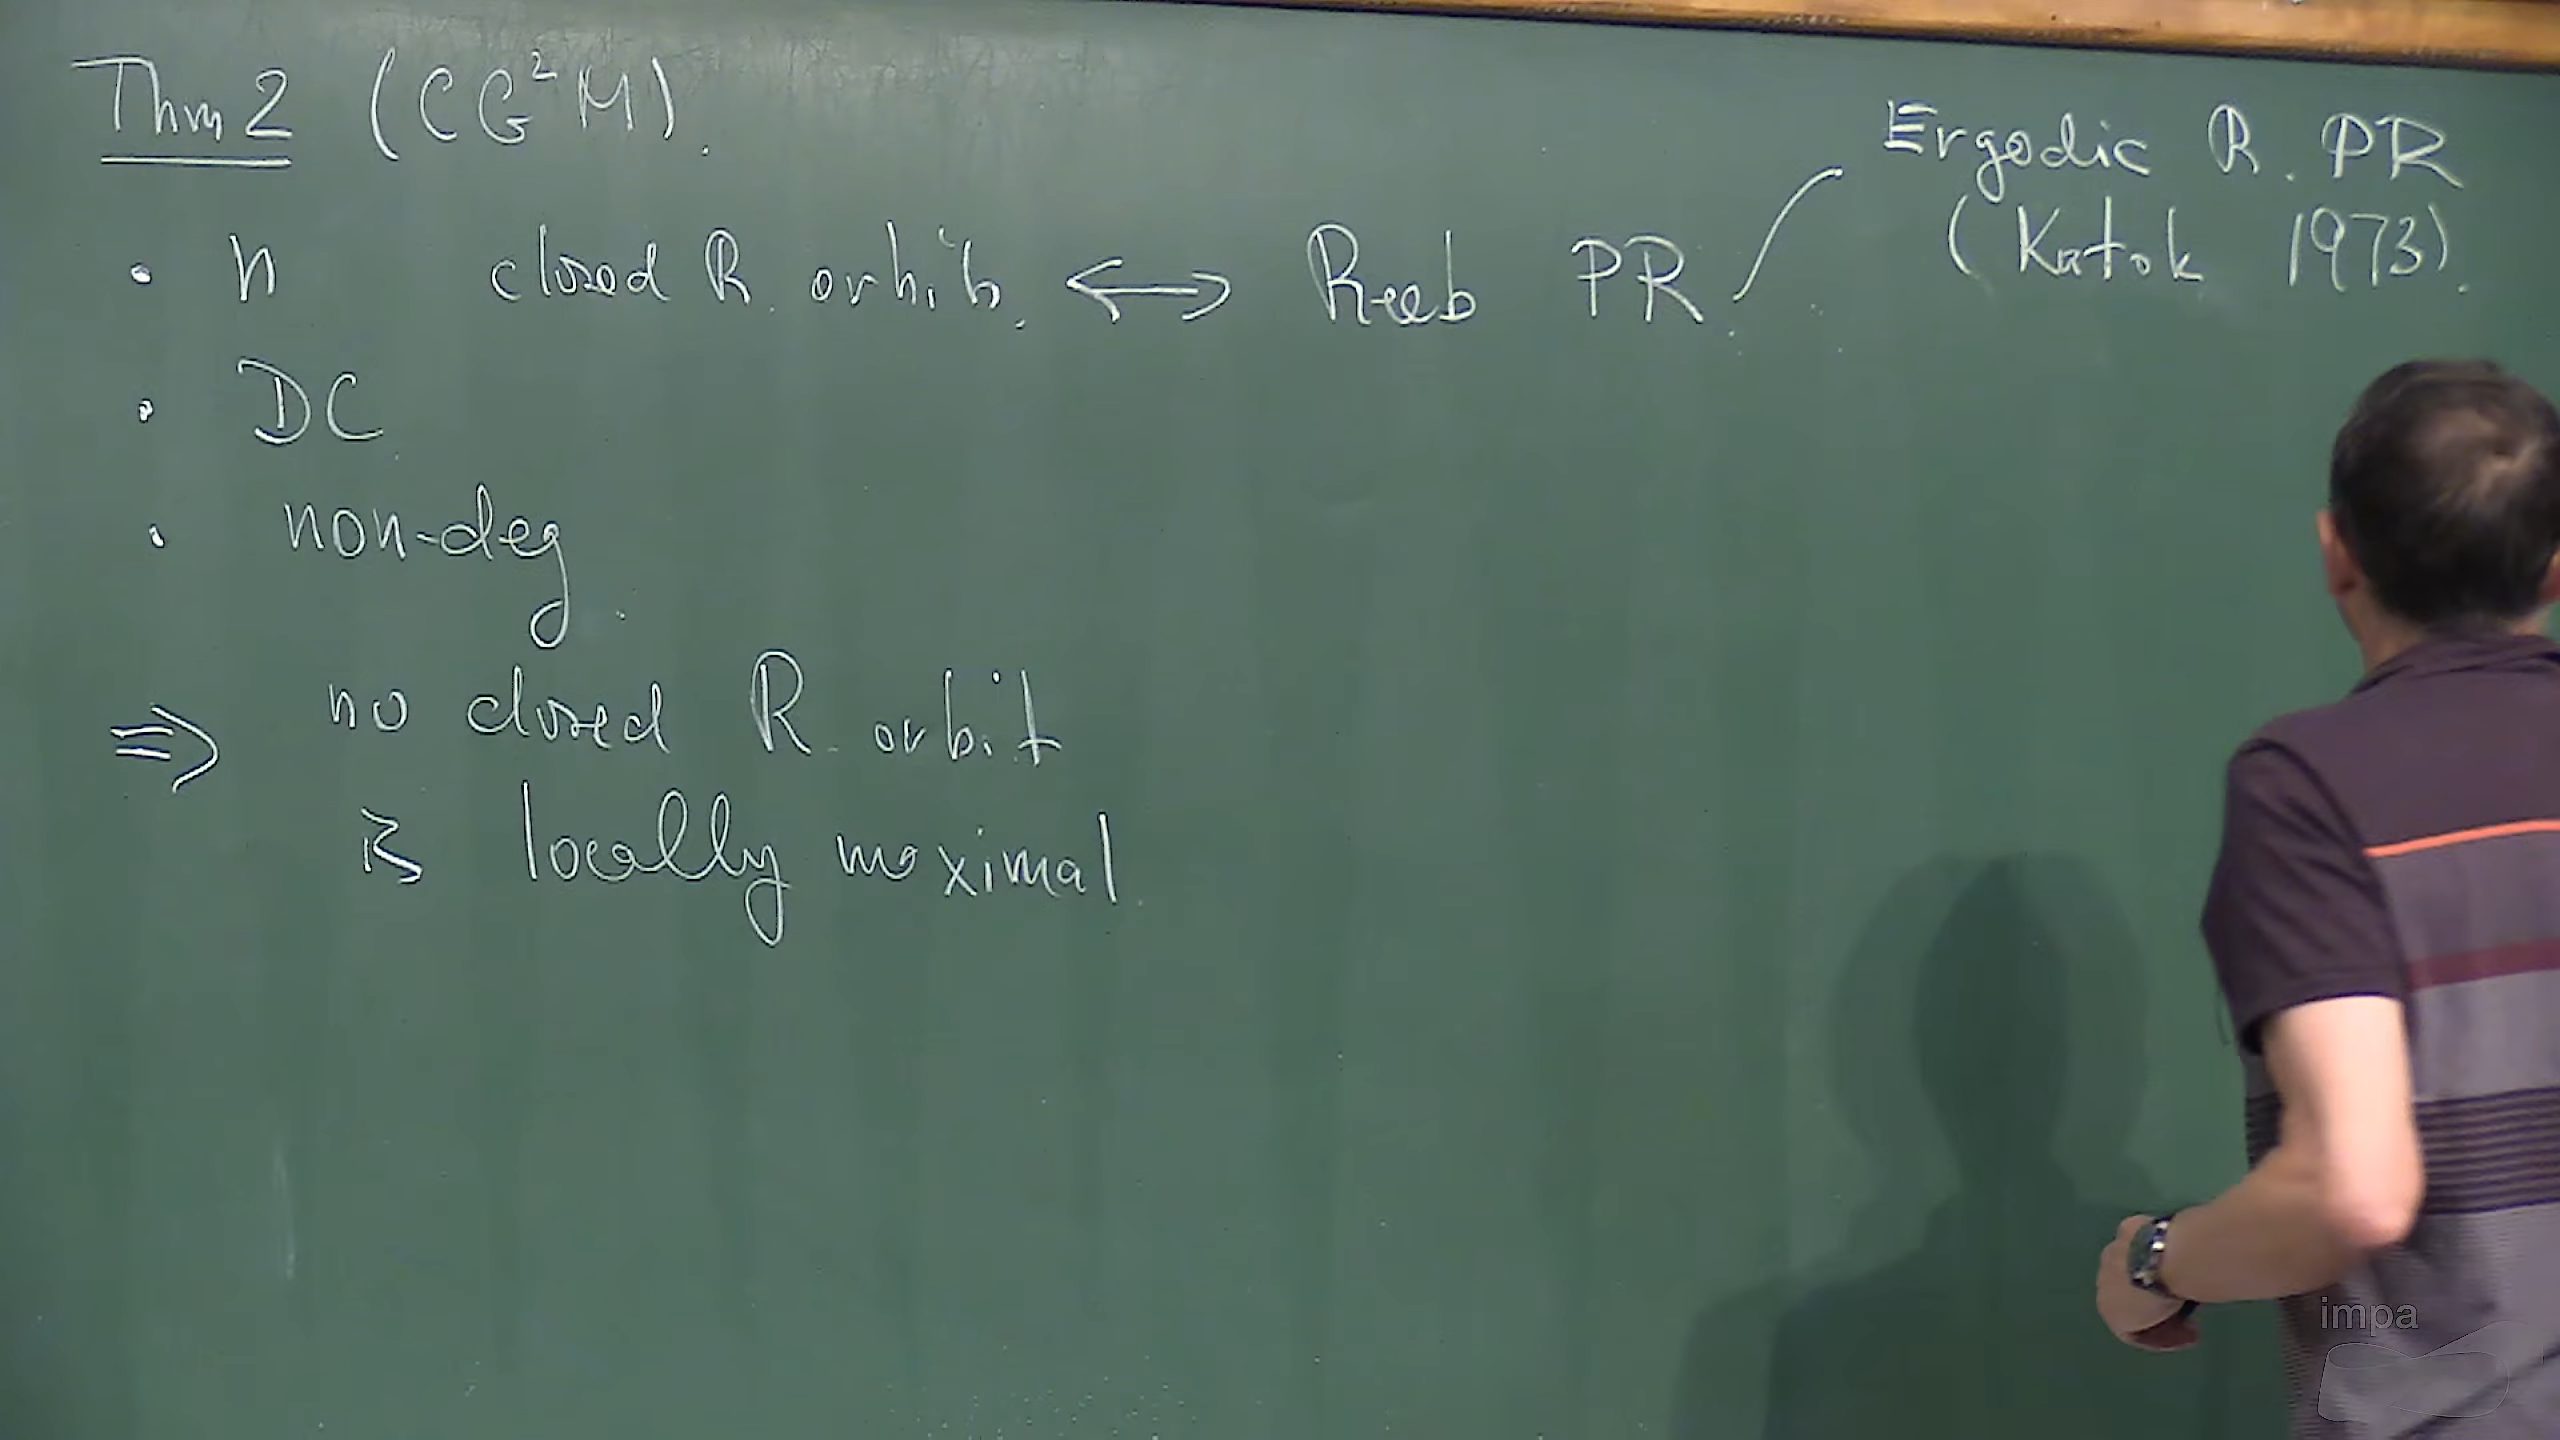 Thm 2 (CG²M).
• n closed R. orbits. ⟷ Reeb PR.
Ergodic R. PR
(Katok 1973).
• DC
• non-deg.
⇒ no closed R. orbit
is locally maximal
impa